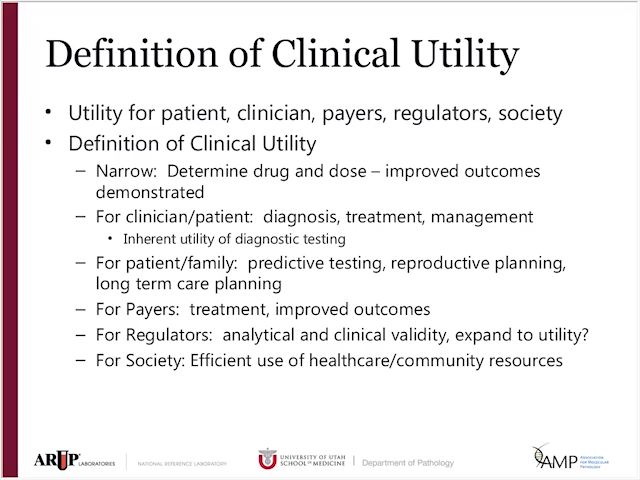 Definition of Clinical Utility
• Utility for patient, clinician, payers, regulators, society
• Definition of Clinical Utility
– Narrow: Determine drug and dose – improved outcomes
demonstrated
– For clinician/patient: diagnosis, treatment, management
• Inherent utility of diagnostic testing
– For patient/family: predictive testing, reproductive planning,
long term care planning
– For Payers: treatment, improved outcomes
– For Regulators: analytical and clinical validity, expand to utility?
– For Society: Efficient use of healthcare/community resources
ARUP LABORATORIES | NATIONAL REFERENCE LABORATORY
UNIVERSITY OF UTAH
SCHOOL OF MEDICINE | Department of Pathology
AMP ASSOCIATION
FOR MOLECULAR
PATHOLOGY